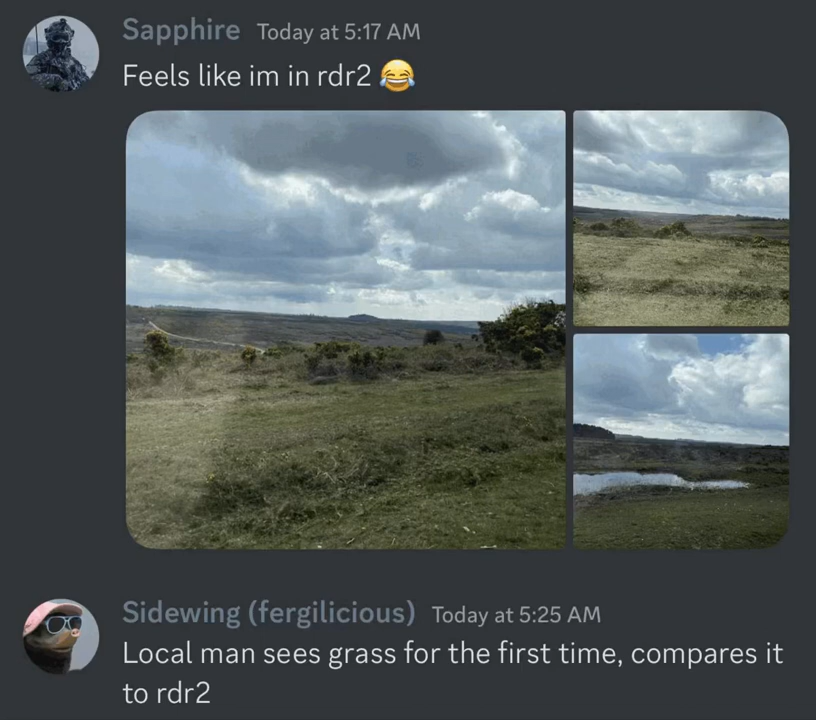 Sapphire Today at 5:17 AM
Feels like im in rdr2 😂
Sidewing (fergilicious) Today at 5:25 AM
Local man sees grass for the first time, compares it
to rdr2